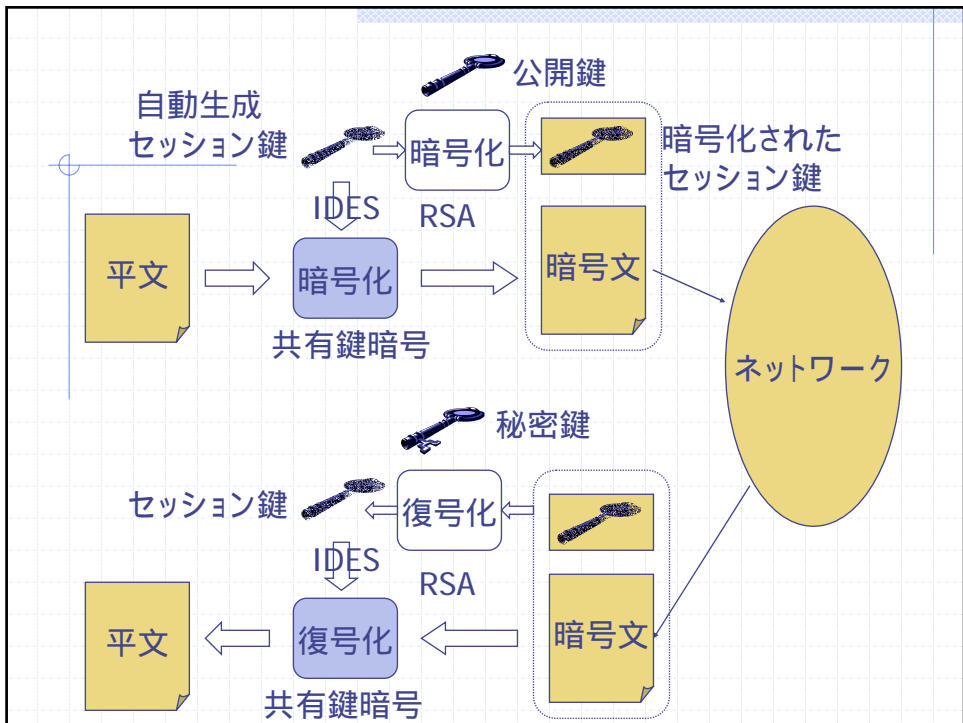 公開鍵
自動生成
セッション鍵
暗号化
暗号化された
セッション鍵
IDES
RSA
平文
暗号化
暗号文
共有鍵暗号
ネットワーク
秘密鍵
セッション鍵
復号化
IDES
RSA
平文
復号化
暗号文
共有鍵暗号